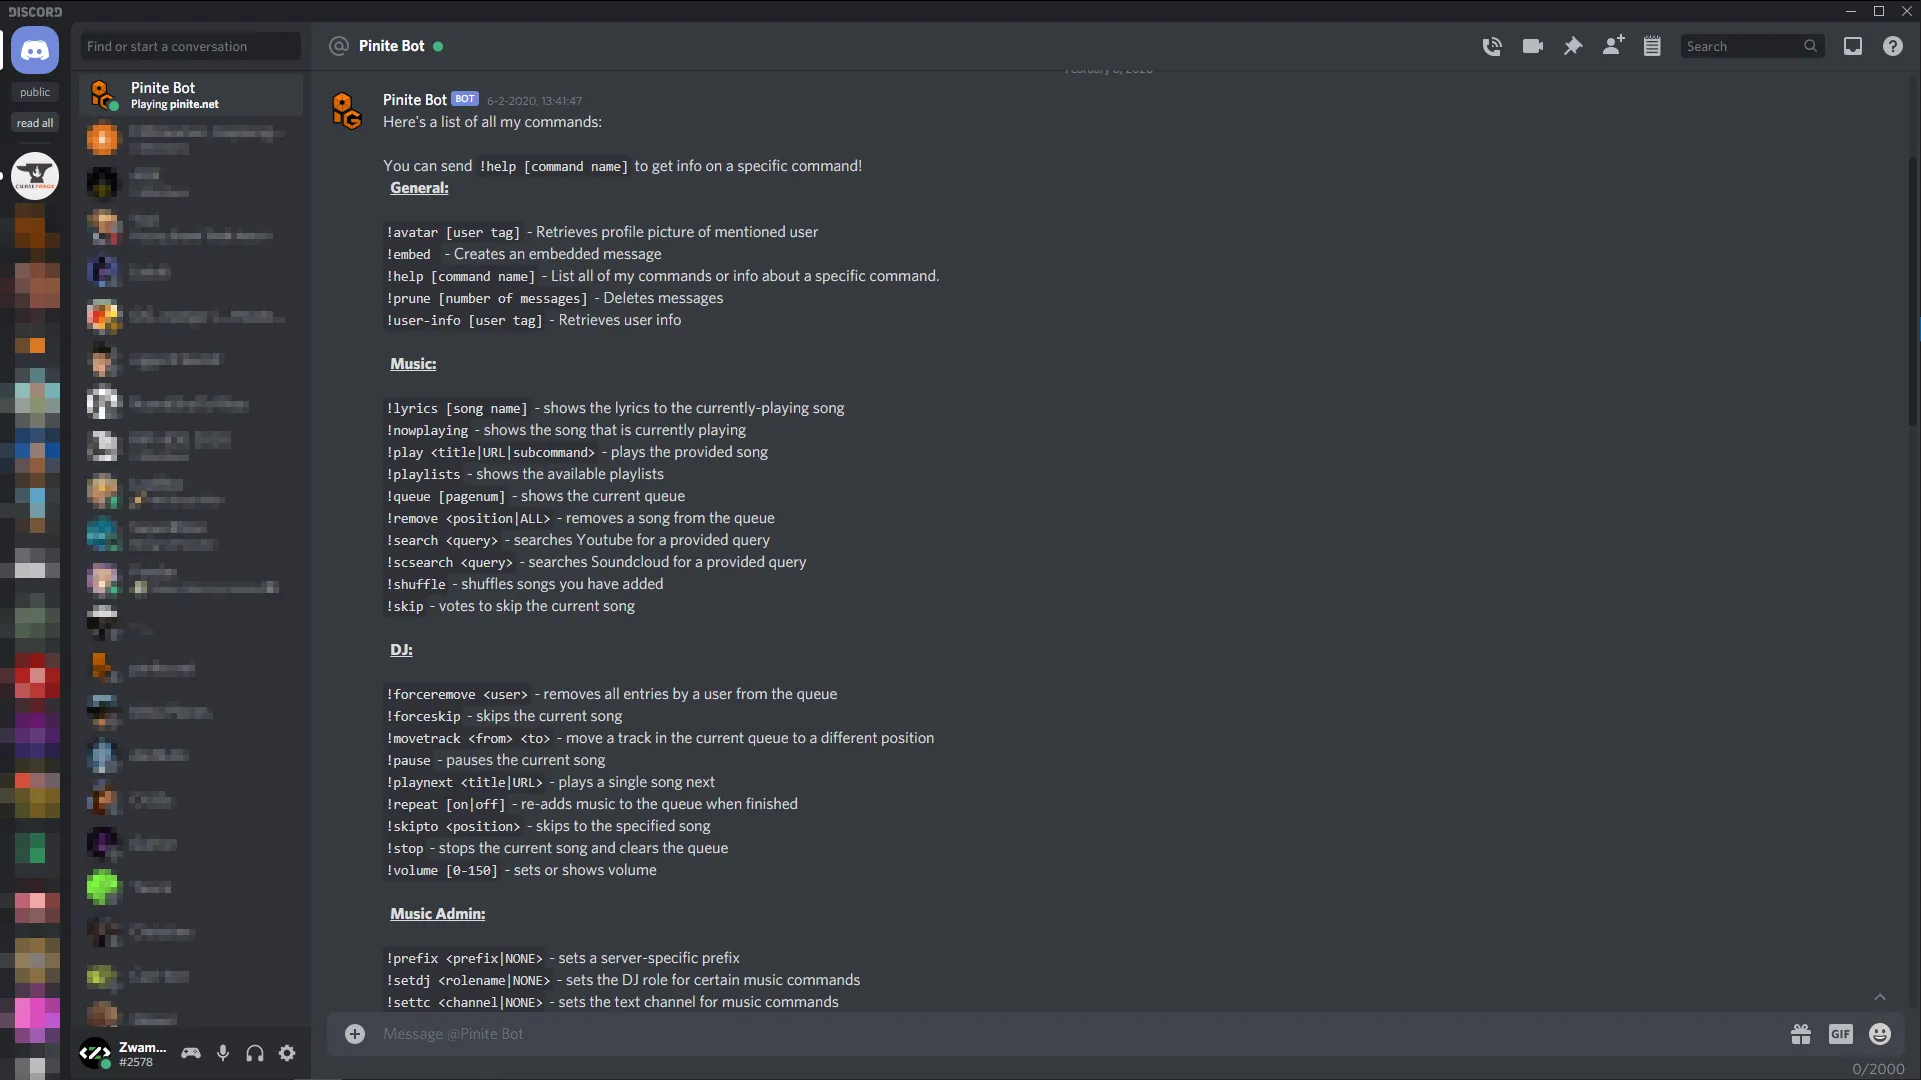 DISCORD
Find or start a conversation
Pinite Bot
Search
public
read all
CURSEFORGE
Pinite Bot
Playing pinite.net
Pinite Bot BOT 6-2-2020, 13:41:47
Here's a list of all my commands:
You can send !help [command name] to get info on a specific command!
General:
!avatar [user tag] - Retrieves profile picture of mentioned user
!embed - Creates an embedded message
!help [command name] - List all of my commands or info about a specific command.
!prune [number of messages] - Deletes messages
!user-info [user tag] - Retrieves user info
Music:
!lyrics [song name] - shows the lyrics to the currently-playing song
!nowplaying - shows the song that is currently playing
!play <title|URL|subcommand> - plays the provided song
!playlists - shows the available playlists
!queue [pagenum] - shows the current queue
!remove <position|ALL> - removes a song from the queue
!search <query> - searches Youtube for a provided query
!scsearch <query> - searches Soundcloud for a provided query
!shuffle - shuffles songs you have added
!skip - votes to skip the current song
DJ:
!forceremove <user> - removes all entries by a user from the queue
!forceskip - skips the current song
!movetrack <from> <to> - move a track in the current queue to a different position
!pause - pauses the current song
!playnext <title|URL> - plays a single song next
!repeat [on|off] - re-adds music to the queue when finished
!skipto <position> - skips to the specified song
!stop - stops the current song and clears the queue
!volume [0-150] - sets or shows volume
Music Admin:
!prefix <prefix|NONE> - sets a server-specific prefix
!setdj <rolename|NONE> - sets the DJ role for certain music commands
!settc <channel|NONE> - sets the text channel for music commands
Zwam...
#2578
Message @Pinite Bot
GIF
0/2000